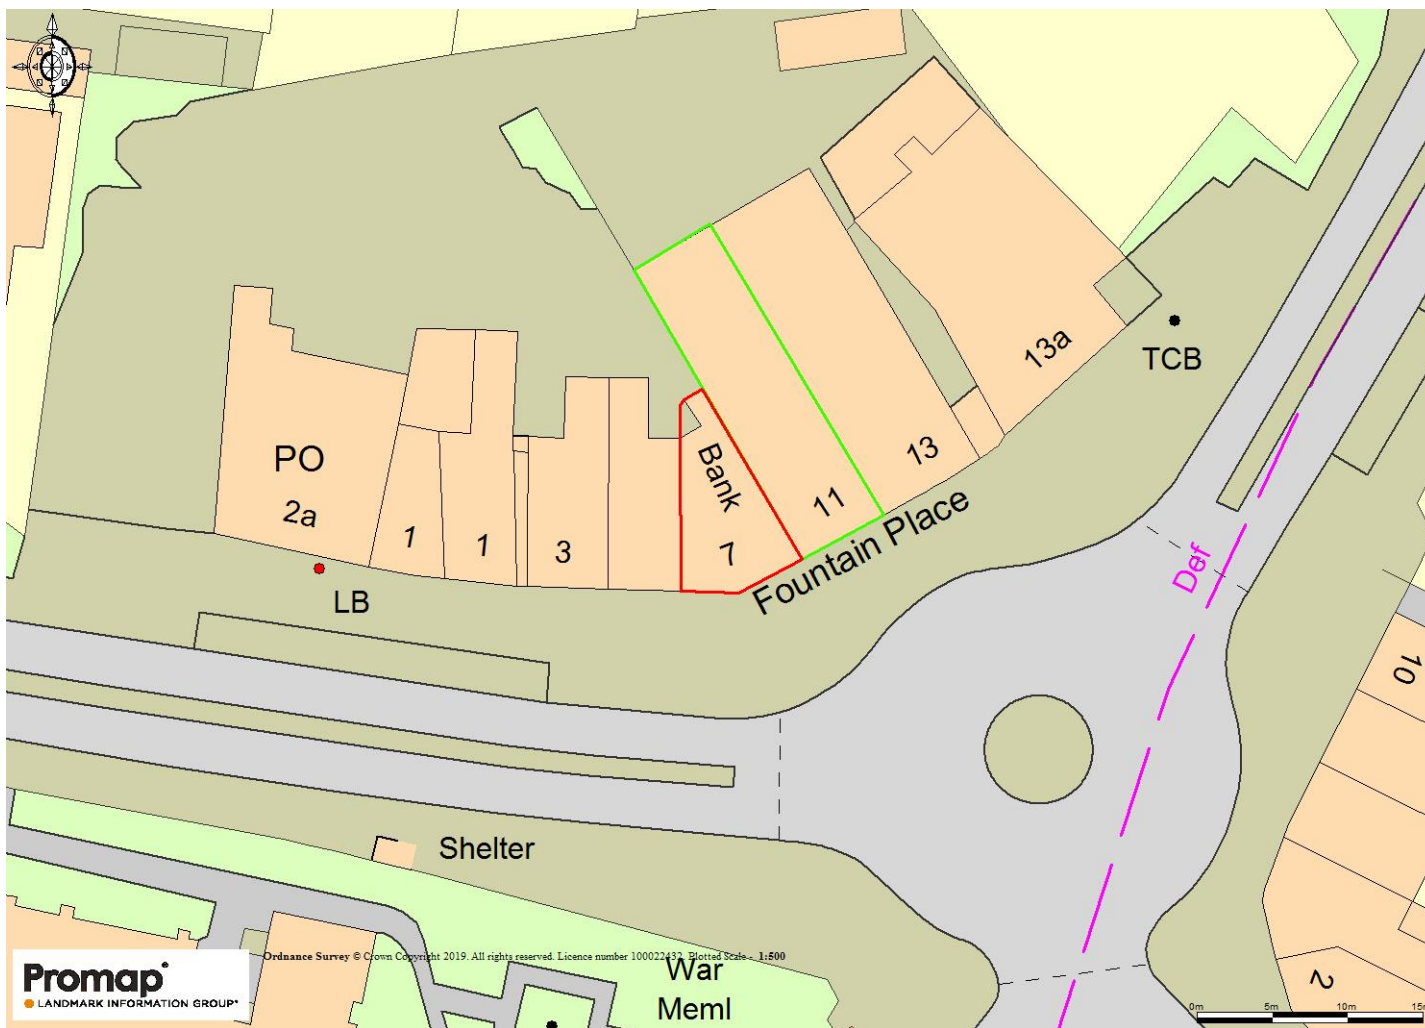 13a
TCB
PO
2a
1
1
3
Bank
7
11
13
Fountain Place
LB
Def
10
Shelter
2
War
Meml
Ordnance Survey © Crown Copyright 2019. All rights reserved. Licence number 100022432. Plotted Scale - 1:500
Promap®
LANDMARK INFORMATION GROUP®
0m 5m 10m 15m